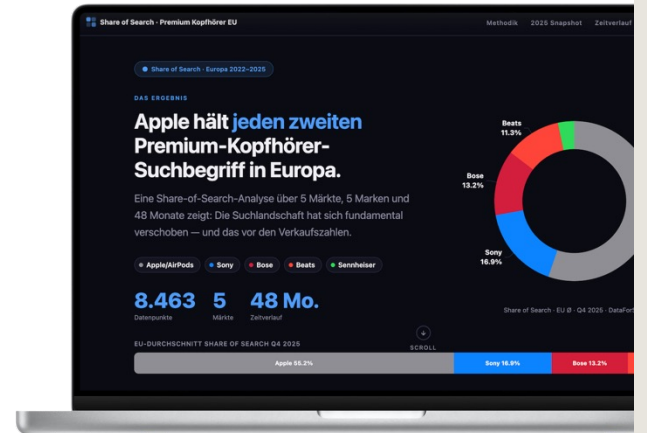 Share of Search · Premium Kopfhörer EU
Methodik 2025 Snapshot Zeitverlauf
Share of Search · Europa 2022–2025
DAS ERGEBNIS
Apple hält jeden zweiten
Premium-Kopfhörer-
Suchbegriff in Europa.
Eine Share-of-Search-Analyse über 5 Märkte, 5 Marken und
48 Monate zeigt: Die Suchlandschaft hat sich fundamental
verschoben — und das vor den Verkaufszahlen.
Apple/AirPods Sony Bose Beats Sennheiser
8.463 5 48 Mo.
Datenpunkte Märkte Zeitverlauf
Beats
11.3%
Bose
13.2%
Sony
16.9%
Share of Search · EU Ø · Q4 2025 ·
SCROLL
EU-DURCHSCHNITT SHARE OF SEARCH Q4 2025
Apple 55.2% Sony 16.9% Bose 13.2%